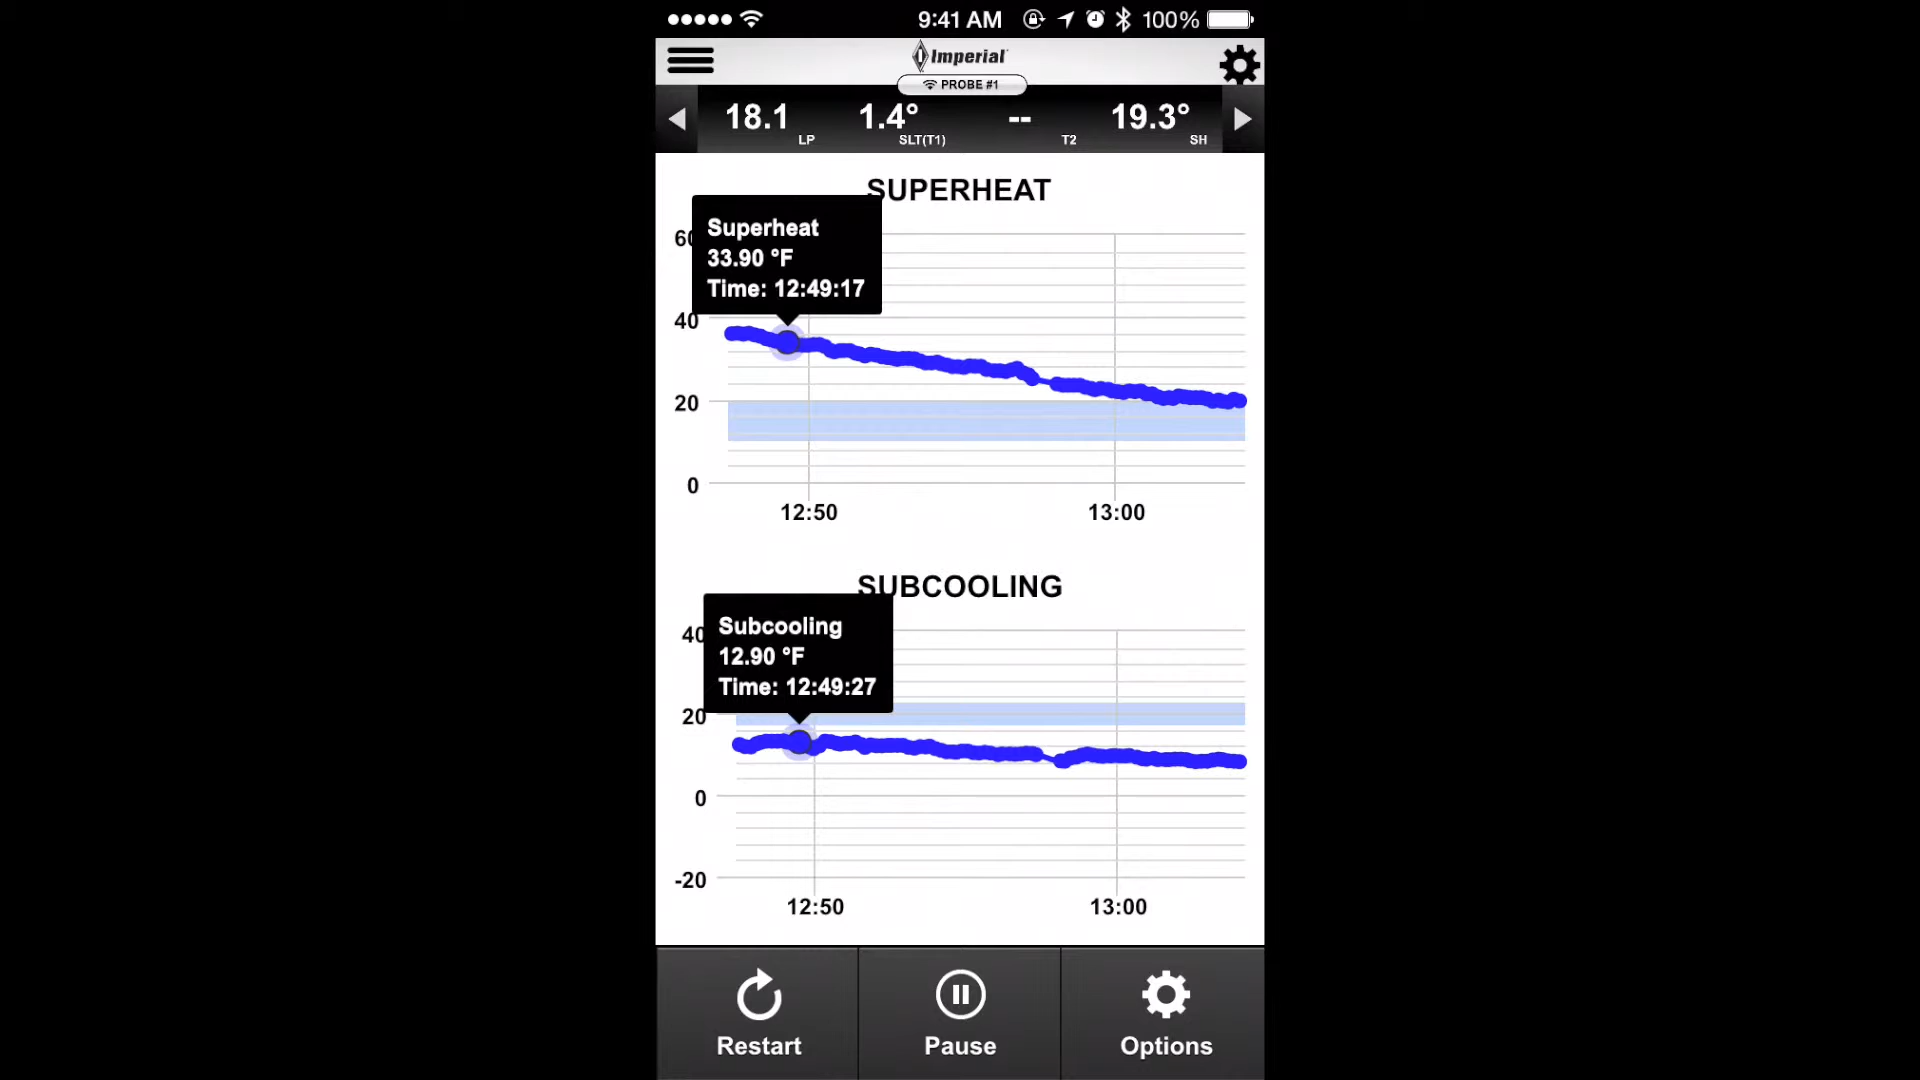 9:41 AM 100%
Imperial
PROBE #1
18.1 LP 1.4° SLT(T1) -- T2 19.3° SH
SUPERHEAT
Superheat
33.90 °F
Time: 12:49:17
60
40
20
0
12:50 13:00
SUBCOOLING
Subcooling
12.90 °F
Time: 12:49:27
40
20
0
-20
12:50 13:00
Restart Pause Options